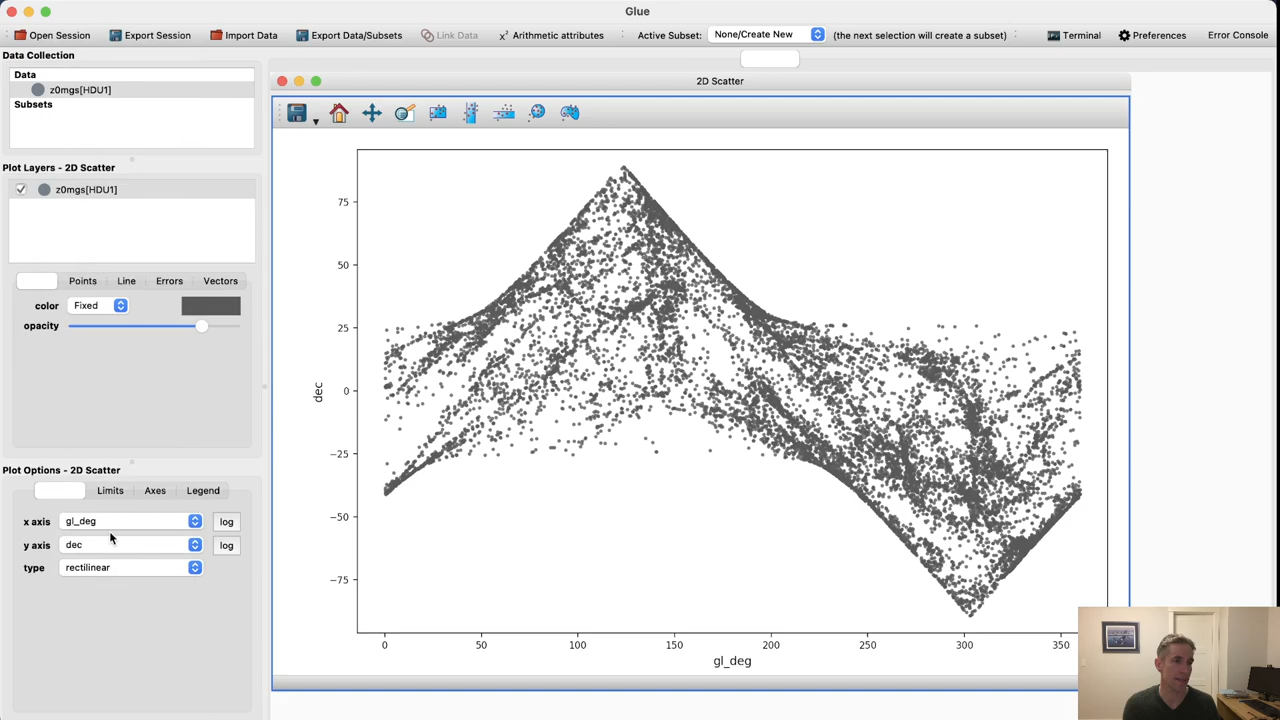 Glue
Open Session Export Session Import Data Export Data/Subsets Link Data x² Arithmetic attributes Active Subset: None/Create New (the next selection will create a subset) Terminal Preferences Error Console
Data Collection
Data
z0mgs[HDU1]
Subsets
Plot Layers - 2D Scatter
z0mgs[HDU1]
Points Line Errors Vectors
color Fixed
opacity
Plot Options - 2D Scatter
Limits Axes Legend
x axis gl_deg log
y axis dec log
type rectilinear
2D Scatter
75
50
25
0
−25
−50
−75
dec
0 50 100 150 200 250 300 350
gl_deg